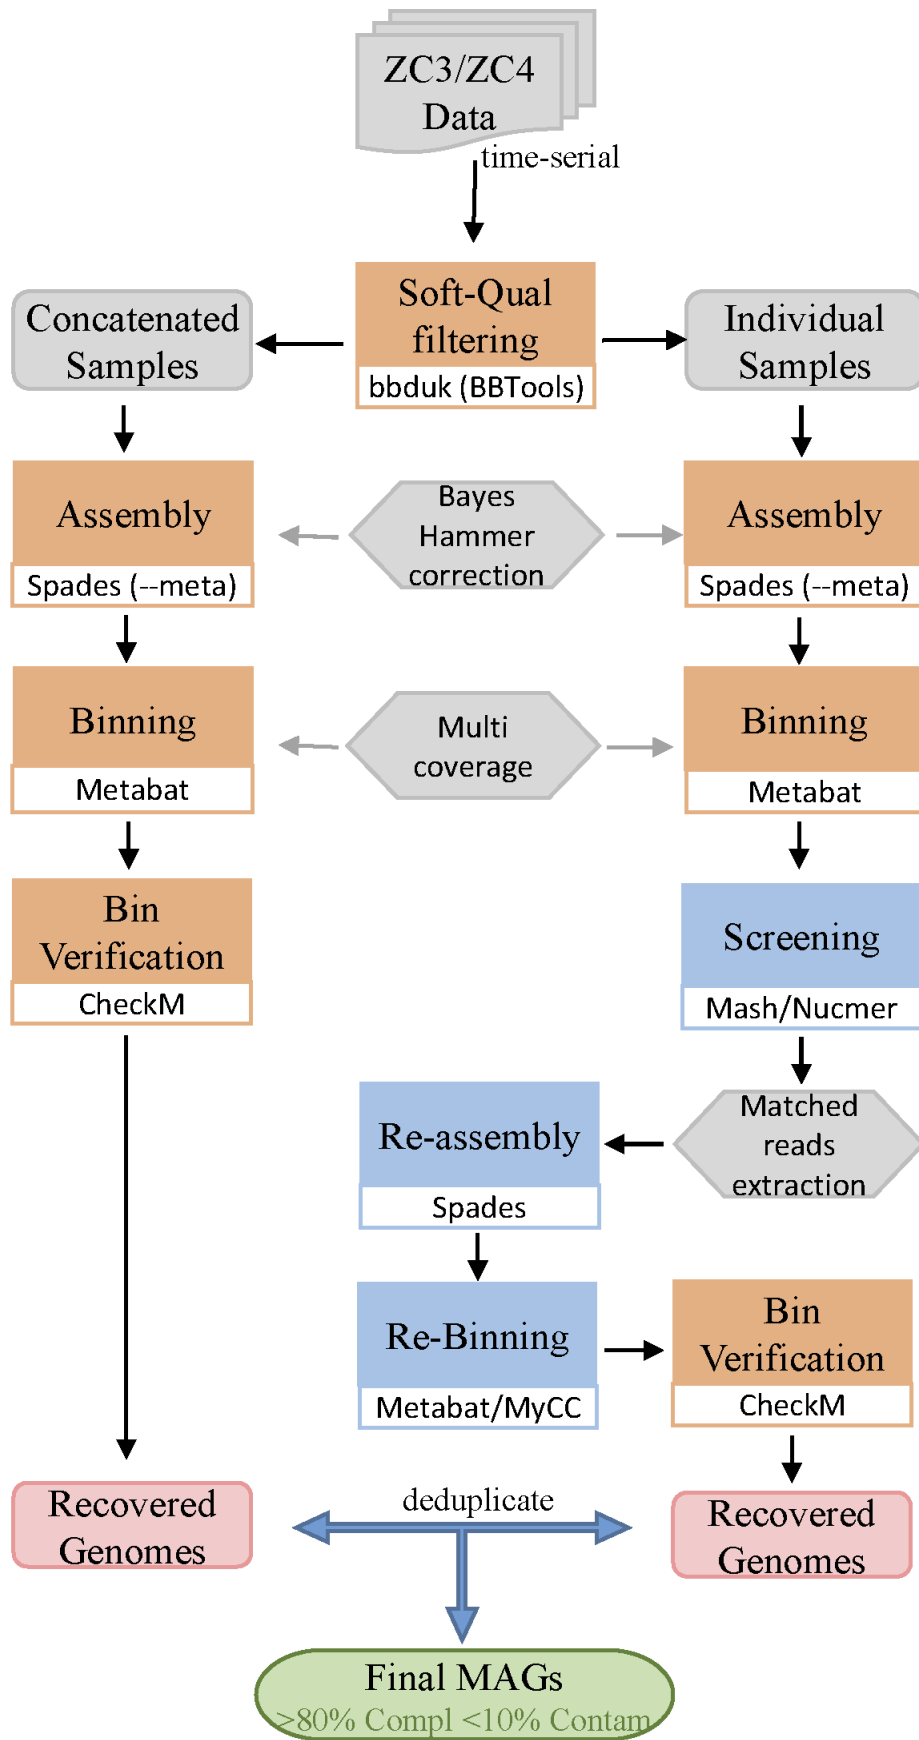 ZC3/ZC4
Data
time-serial
Soft-Qual
filtering
bbduk (BBTools)
Concatenated
Samples
Individual
Samples
Assembly
Spades (--meta)
Bayes
Hammer
correction
Assembly
Spades (--meta)
Binning
Metabat
Multi
coverage
Binning
Metabat
Bin
Verification
CheckM
Screening
Mash/Nucmer
Matched
reads
extraction
Re-assembly
Spades
Re-Binning
Metabat/MyCC
Bin
Verification
CheckM
Recovered
Genomes
deduplicate
Recovered
Genomes
Final MAGs
>80% Compl <10% Contam